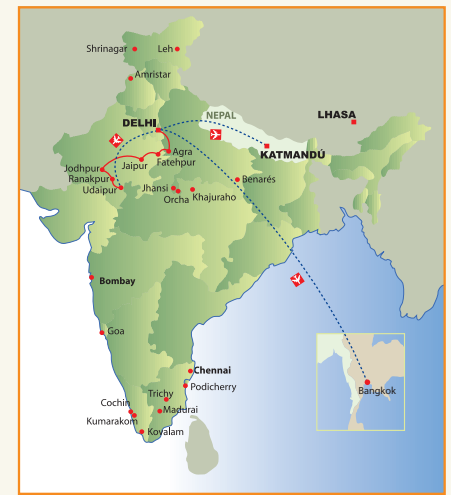 Shrinagar
Leh
Amristar
NEPAL
LHASA
DELHI
KATMANDÚ
Agra
Fatehpur
Jaipur
Jodhpur
Ranakpur
Udaipur
Jhansi
Orcha
Khajuraho
Benarés
Bombay
Goa
Chennai
Podicherry
Bangkok
Trichy
Cochin
Madurai
Kumarakom
Kovalam